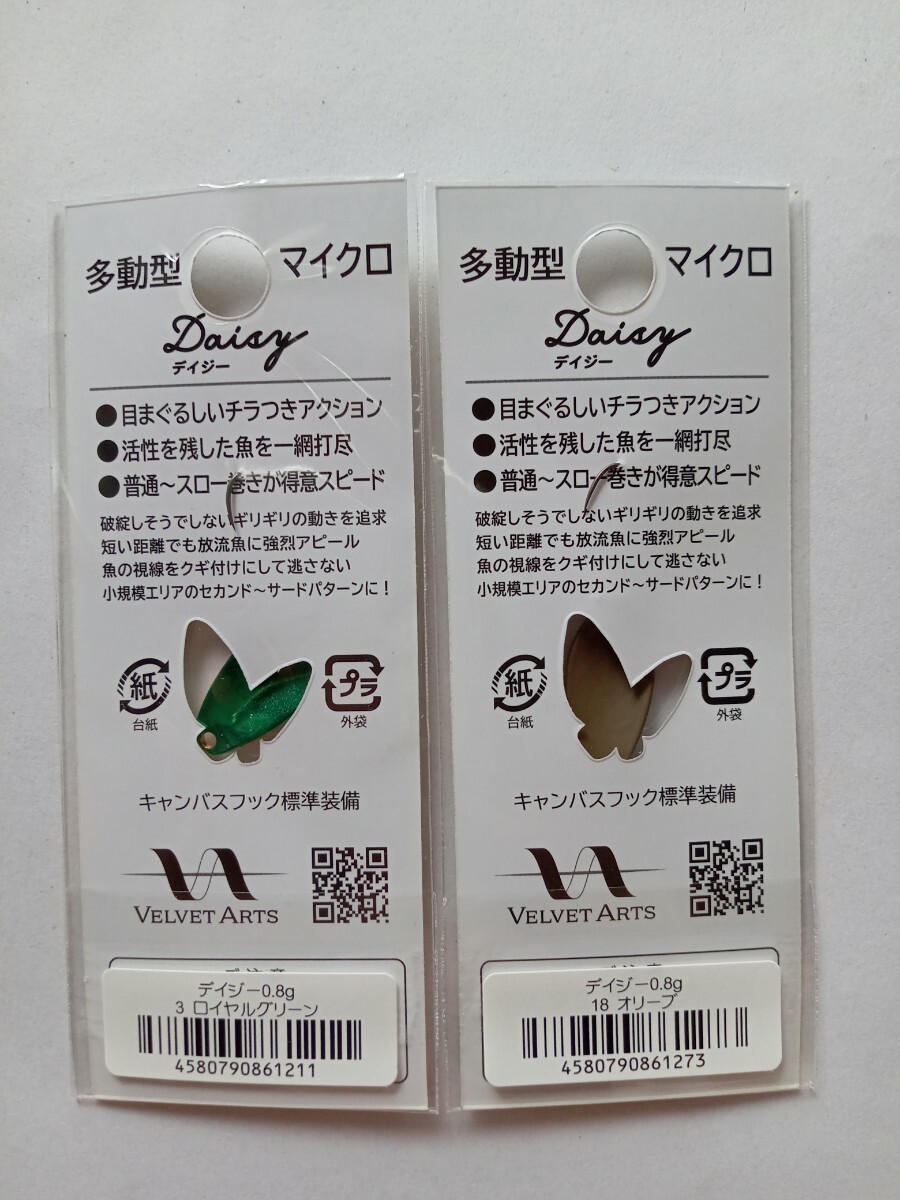 多動型 マイクロ
Daisy
デイジー
●目まぐるしいチラつきアクション
●活性を残した魚を一網打尽
●普通～スロー巻きが得意スピード
破綻しそうでしないギリギリの動きを追求
短い距離でも放流魚に強烈アピール
魚の視線をクギ付けにして逃さない
小規模エリアのセカンド～サードパターンに！
紙
台紙
プラ
外袋
キャンバスフック標準装備
VELVET ARTS
デイジー0.8g
3 ロイヤルグリーン
4580790861211
多動型 マイクロ
Daisy
デイジー
●目まぐるしいチラつきアクション
●活性を残した魚を一網打尽
●普通～スロー巻きが得意スピード
破綻しそうでしないギリギリの動きを追求
短い距離でも放流魚に強烈アピール
魚の視線をクギ付けにして逃さない
小規模エリアのセカンド～サードパターンに！
紙
台紙
プラ
外袋
キャンバスフック標準装備
VELVET ARTS
デイジー0.8g
18 オリーブ
4580790861273